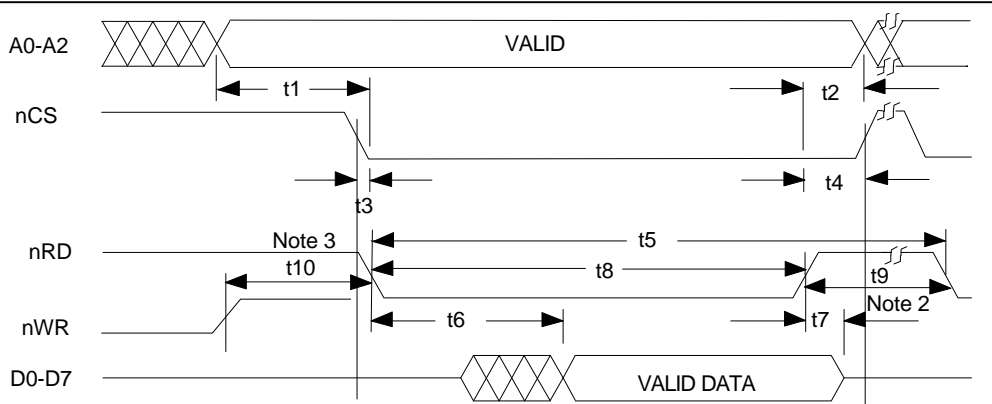 A0-A2
VALID
t1
t2
nCS
t3
t4
nRD
Note 3
t5
t10
t8
t9
nWR
t6
t7
Note 2
D0-D7
VALID DATA